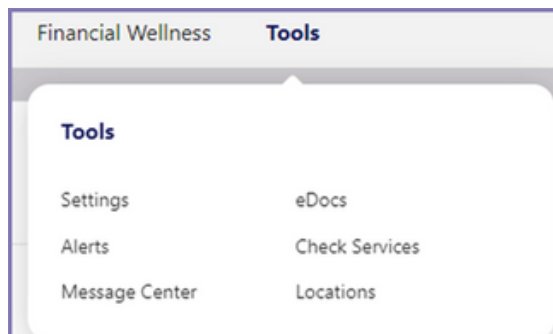 Financial Wellness Tools
Tools
Settings eDocs
Alerts Check Services
Message Center Locations